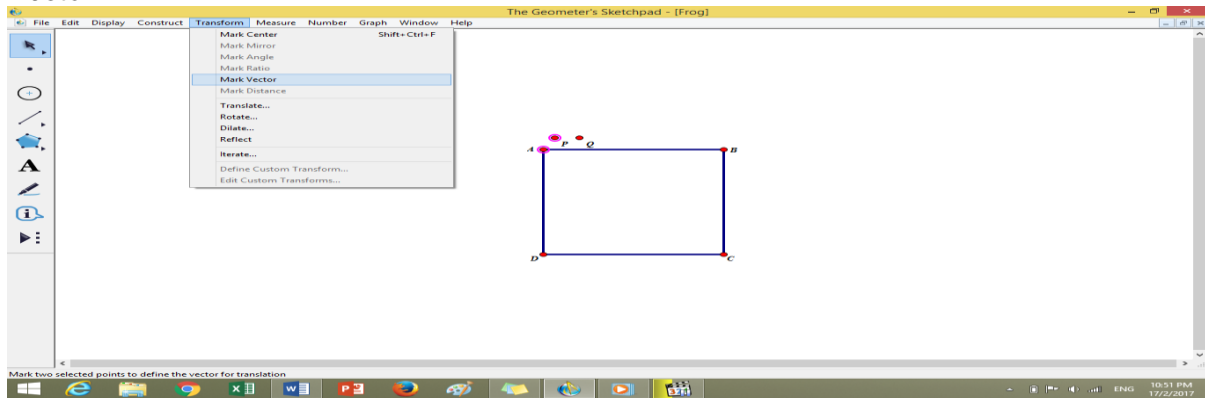 The Geometer's Sketchpad - [Frog]
File Edit Display Construct Transform Measure Number Graph Window Help
Mark Center Shift+Ctrl+F
Mark Mirror
Mark Angle
Mark Ratio
Mark Vector
Mark Distance
Translate...
Rotate...
Dilate...
Reflect
Iterate...
Define Custom Transform...
Edit Custom Transforms...
P Q
A B
D C
A
Mark two selected points to define the vector for translation
ENG 10:51 PM
17/2/2017